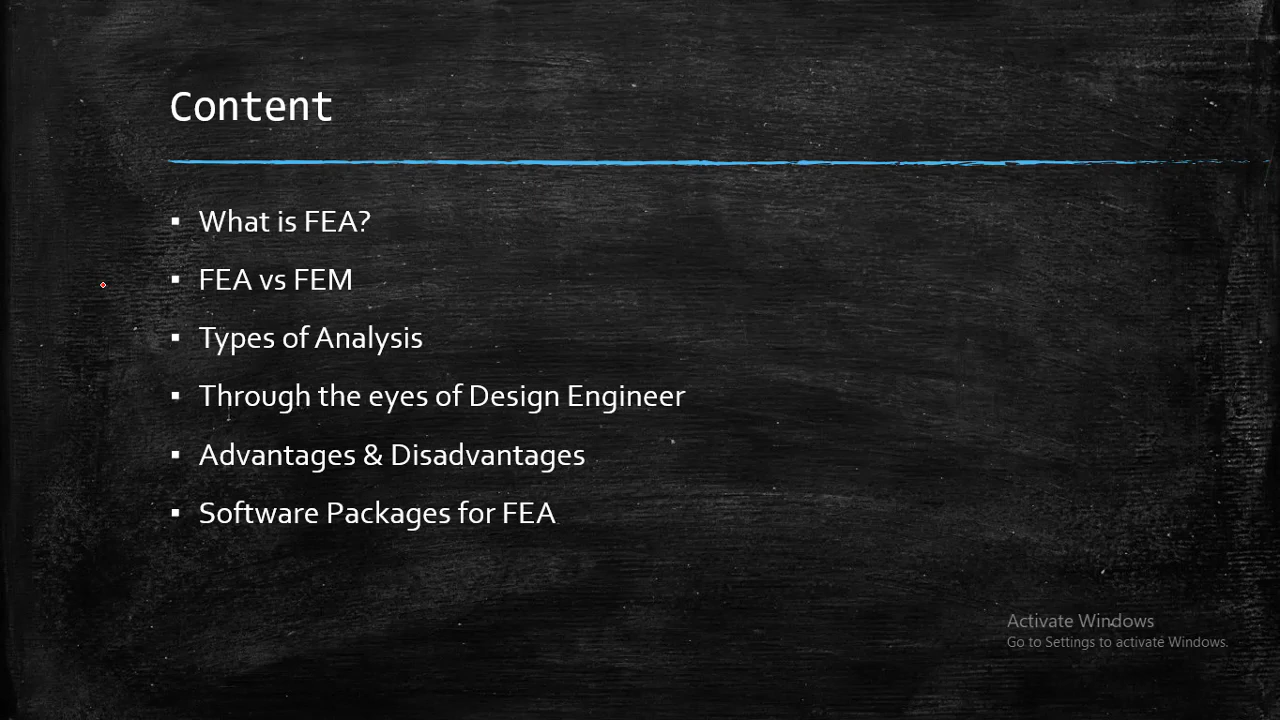 Content
▪ What is FEA?
▪ FEA vs FEM
▪ Types of Analysis
▪ Through the eyes of Design Engineer
▪ Advantages & Disadvantages
▪ Software Packages for FEA
Activate Windows
Go to Settings to activate Windows.